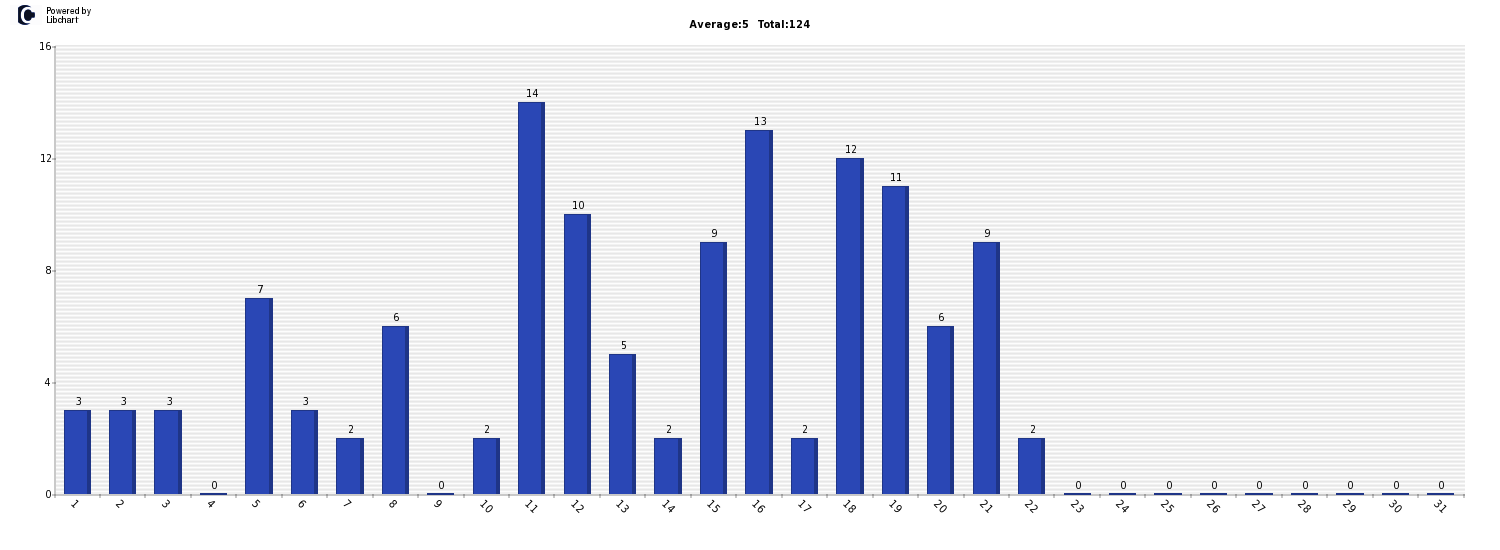 Powered by
Libchart
Average:5 Total:124
16
12
8
4
0
3 3 3 0 7 3 2 6 0 2 14 10 5 2 9 13 2 12 11 6 9 2 0 0 0 0 0 0 0 0 0
1 2 3 4 5 6 7 8 9 10 11 12 13 14 15 16 17 18 19 20 21 22 23 24 25 26 27 28 29 30 31